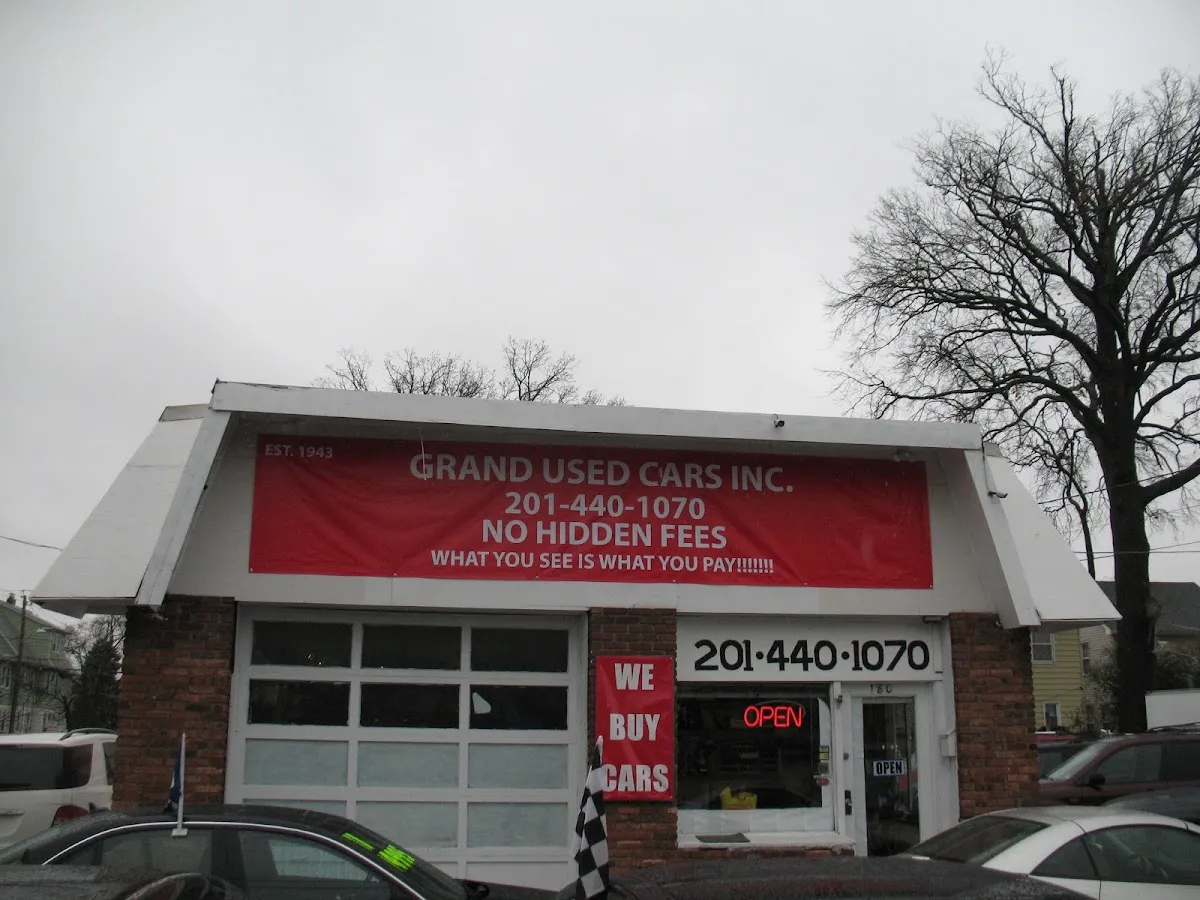 EST. 1943
GRAND USED CARS INC.
201-440-1070
NO HIDDEN FEES
WHAT YOU SEE IS WHAT YOU PAY!!!!!!!
201·440·1070
180
WE
BUY
CARS
OPEN
OPEN